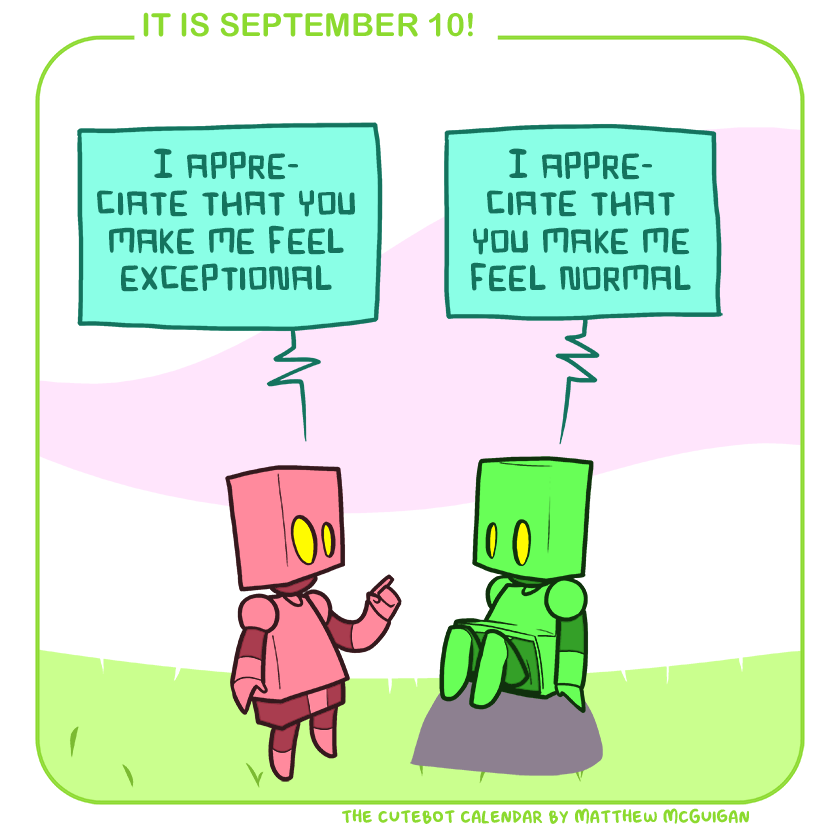 IT IS SEPTEMBER 10!
I APPRE-
CIATE THAT YOU
MAKE ME FEEL
EXCEPTIONAL
I APPRE-
CIATE THAT
YOU MAKE ME
FEEL NORMAL
THE CUTEBOT CALENDAR BY MATTHEW MCGUIGAN